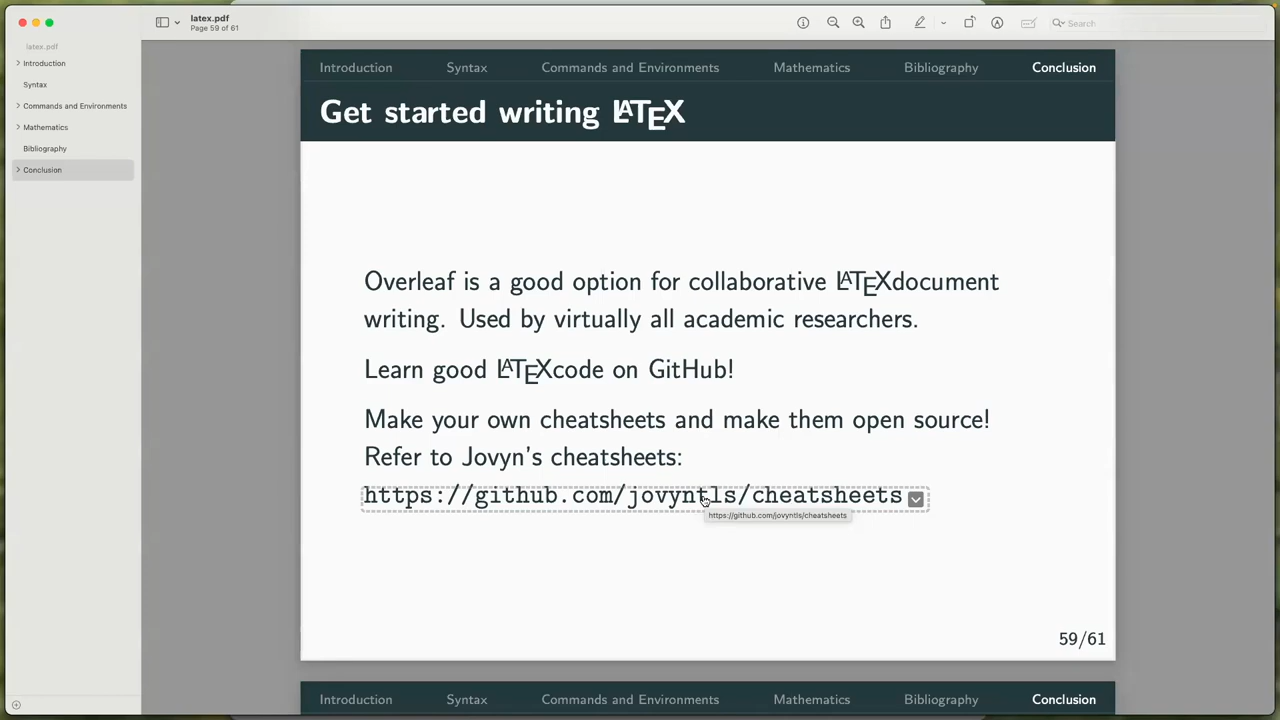 latex.pdf
Page 59 of 61
Search
latex.pdf
Introduction
Syntax
Commands and Environments
Mathematics
Bibliography
Conclusion
Introduction Syntax Commands and Environments Mathematics Bibliography Conclusion
Get started writing LATEX
Overleaf is a good option for collaborative LATEXdocument
writing. Used by virtually all academic researchers.
Learn good LATEXcode on GitHub!
Make your own cheatsheets and make them open source!
Refer to Jovyn's cheatsheets:
https://github.com/jovyntls/cheatsheets
https://github.com/jovyntls/cheatsheets
59/61
Introduction Syntax Commands and Environments Mathematics Bibliography Conclusion